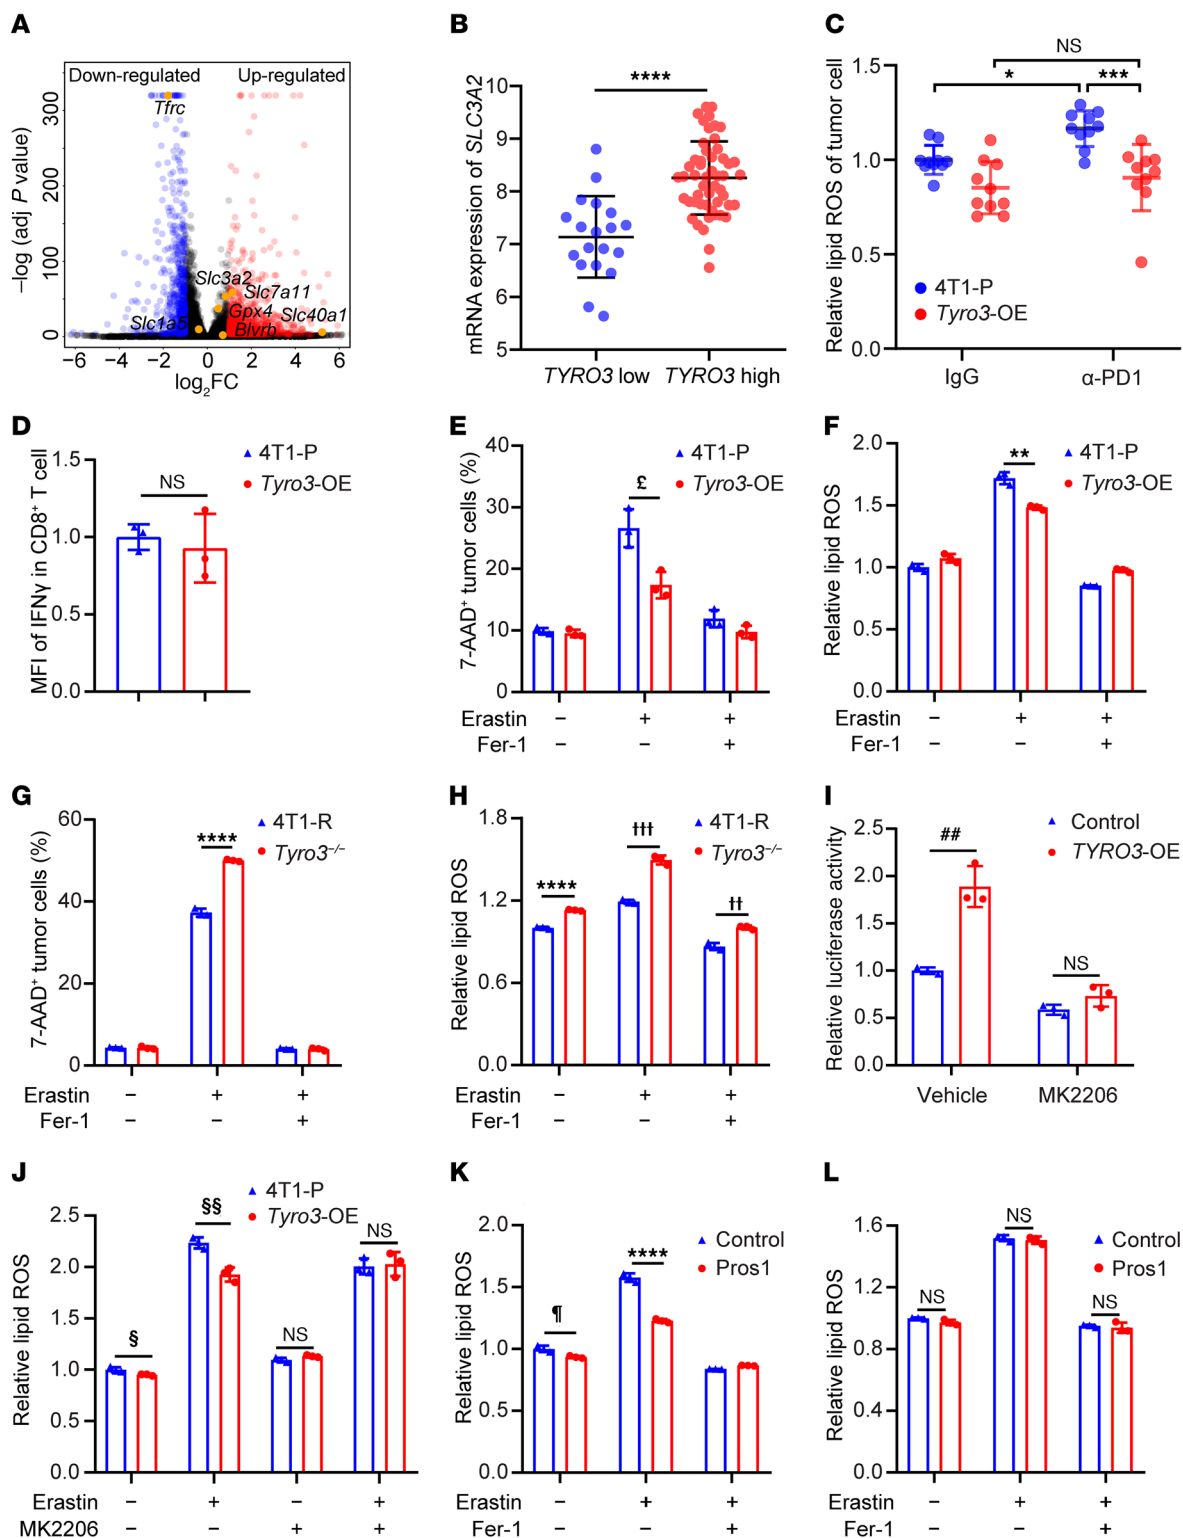 A
Down-regulated
Up-regulated
Tfrc
Slc3a2
Slc7a11
Gpx4
Slc40a1
Slc1a5
Blvrb
–log (adj P value)
300
200
100
0
–6
–4
–2
0
2
4
6
log2FC
B
****
mRNA expression of SLC3A2
10
9
8
7
6
5
TYRO3 low
TYRO3 high
C
NS
*
***
Relative lipid ROS of tumor cell
1.5
1.0
0.5
0.0
4T1-P
Tyro3-OE
IgG
α-PD1
D
4T1-P
Tyro3-OE
NS
MFI of IFNγ in CD8+ T cell
1.5
1.0
0.5
0.0
E
4T1-P
Tyro3-OE
£
7-AAD+ tumor cells (%)
40
30
20
10
0
Erastin – + +
Fer-1 – – +
F
4T1-P
Tyro3-OE
**
Relative lipid ROS
2.0
1.5
1.0
0.5
0.0
Erastin – + +
Fer-1 – – +
G
4T1-R
Tyro3–/–
****
7-AAD+ tumor cells (%)
60
40
20
0
Erastin – + +
Fer-1 – – +
H
4T1-R
Tyro3–/–
****
†††
††
Relative lipid ROS
1.8
1.2
0.6
0.0
Erastin – + +
Fer-1 – – +
I
Control
TYRO3-OE
##
NS
Relative luciferase activity
2.5
2.0
1.5
1.0
0.5
0.0
Vehicle
MK2206
J
4T1-P
Tyro3-OE
§
§§
NS
NS
Relative lipid ROS
2.5
2.0
1.5
1.0
0.5
0.0
Erastin – + – +
MK2206 – – + +
K
Control
Pros1
¶
****
Relative lipid ROS
2.0
1.5
1.0
0.5
0.0
Erastin – + +
Fer-1 – – +
L
Control
Pros1
NS
NS
NS
Relative lipid ROS
1.6
1.2
0.8
0.4
0.0
Erastin – + +
Fer-1 – – +